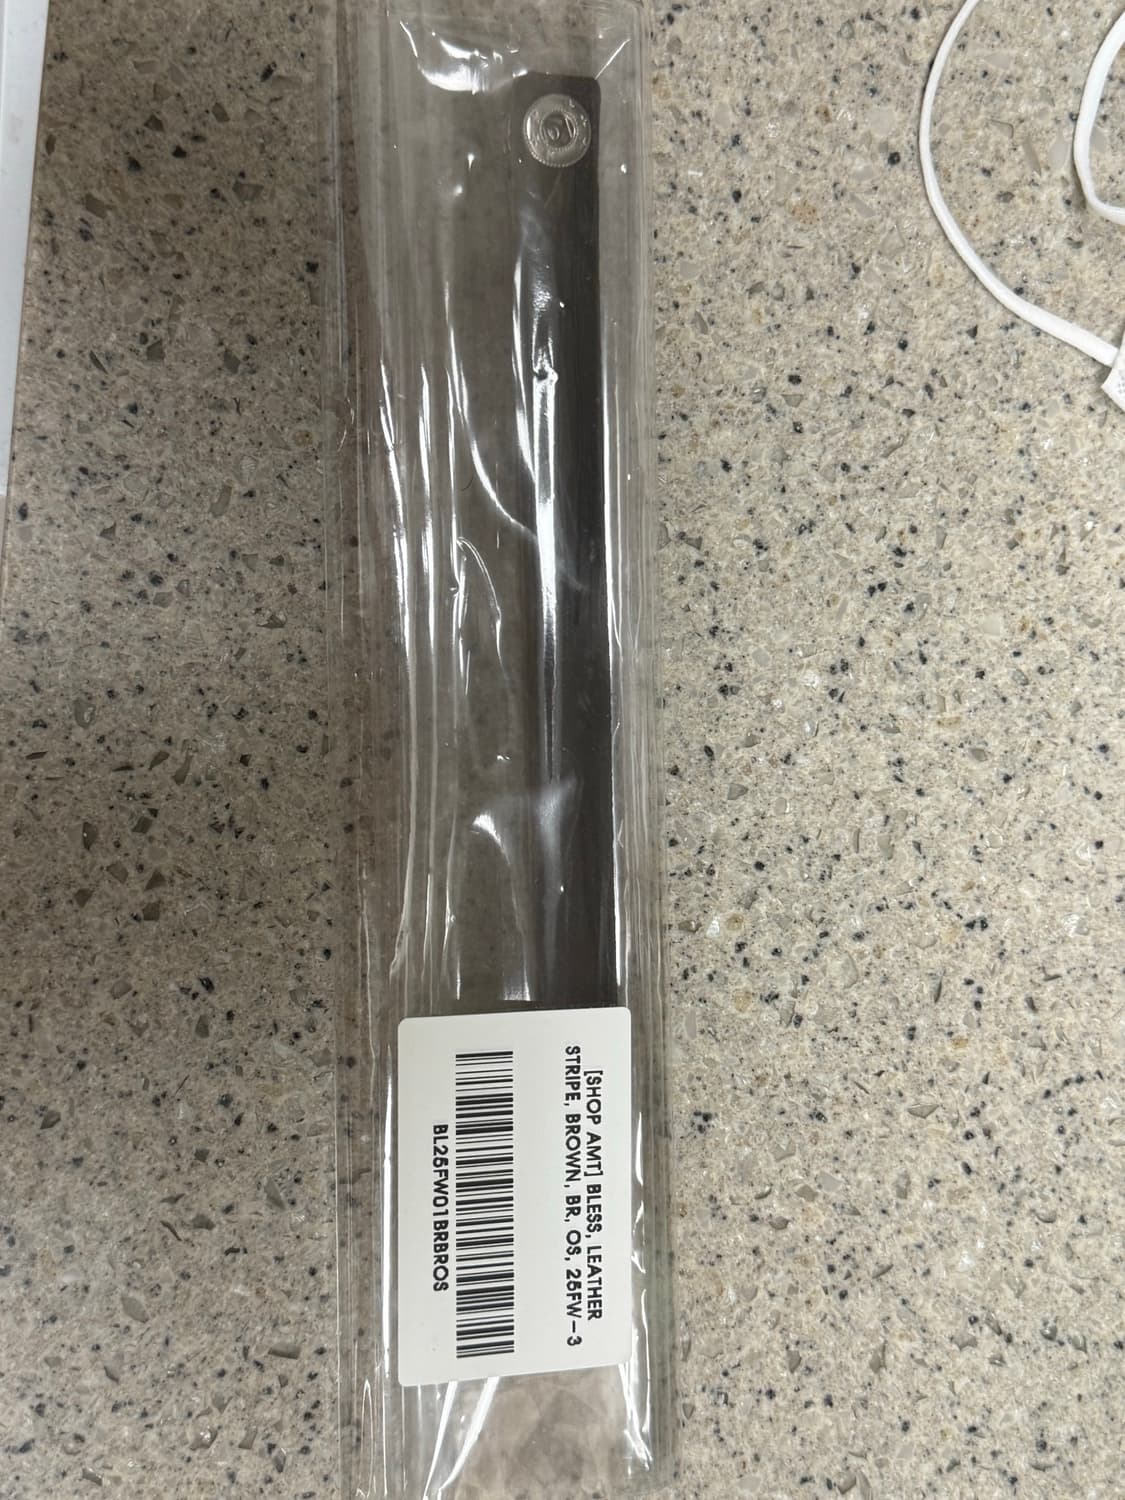 [SHOP AMT] BLESS, LEATHER
STRIPE, BROWN, BR, OS, 25FW-3
BL25FW01BRBROS